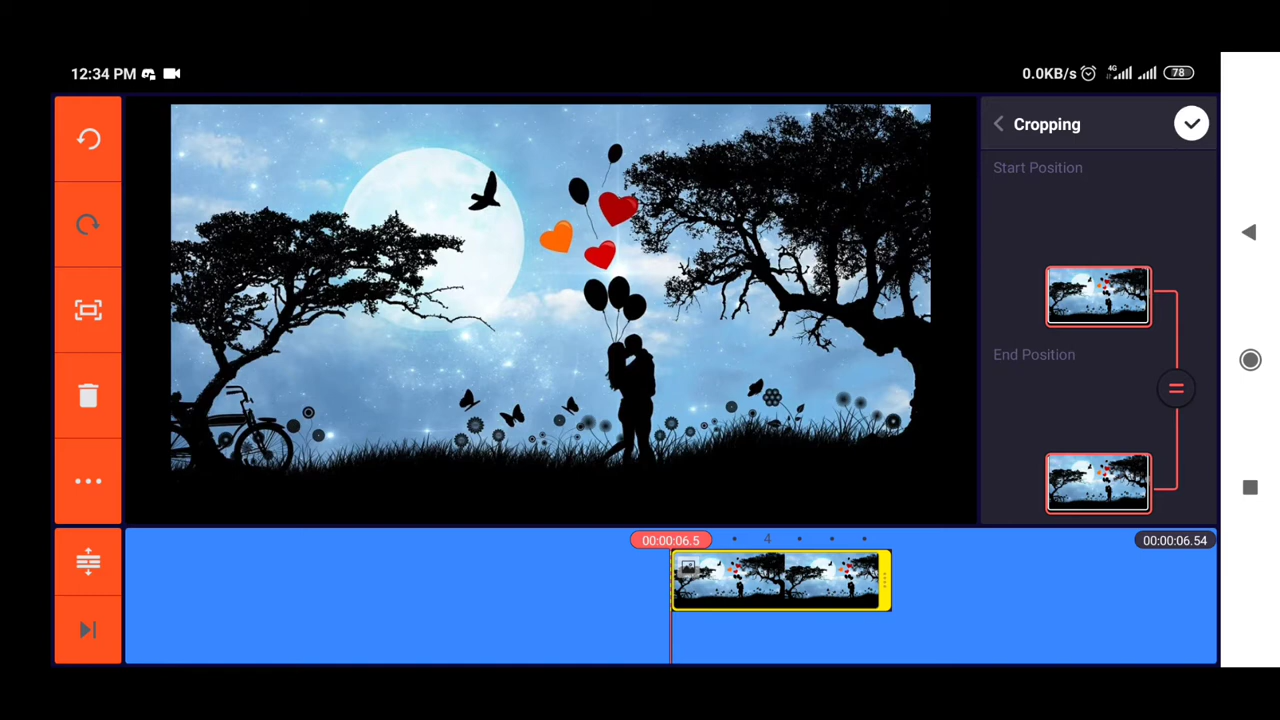 12:34 PM
0.0KB/s 4G 78
Cropping
Start Position
End Position
00:00:06.5 4 00:00:06.54